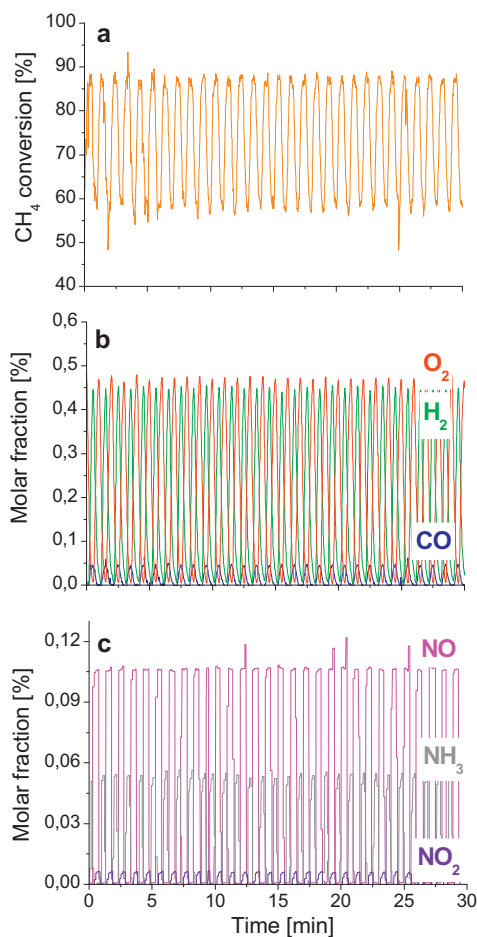 a
100
90
80
70
60
50
40
CH₄ conversion [%]
b
0,6
0,5
0,4
0,3
0,2
0,1
0,0
Molar fraction [%]
O₂
H₂
CO
c
0,12
0,09
0,06
0,03
0,00
Molar fraction [%]
NO
NH₃
NO₂
0 5 10 15 20 25 30
Time [min]